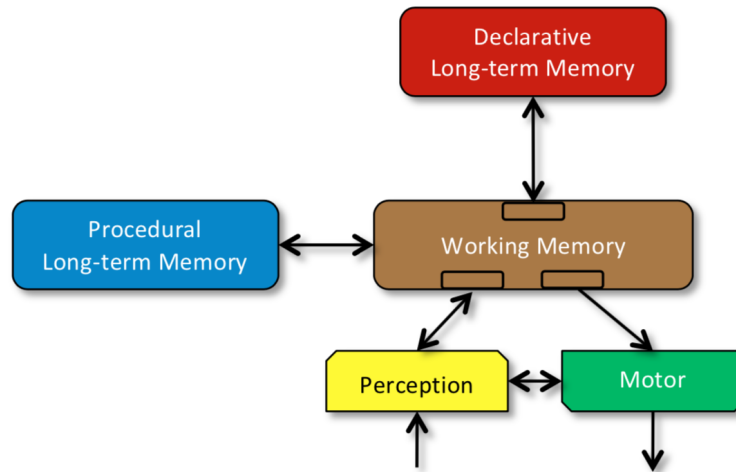 Declarative
Long-term Memory
Procedural
Long-term Memory
Working Memory
Perception
Motor